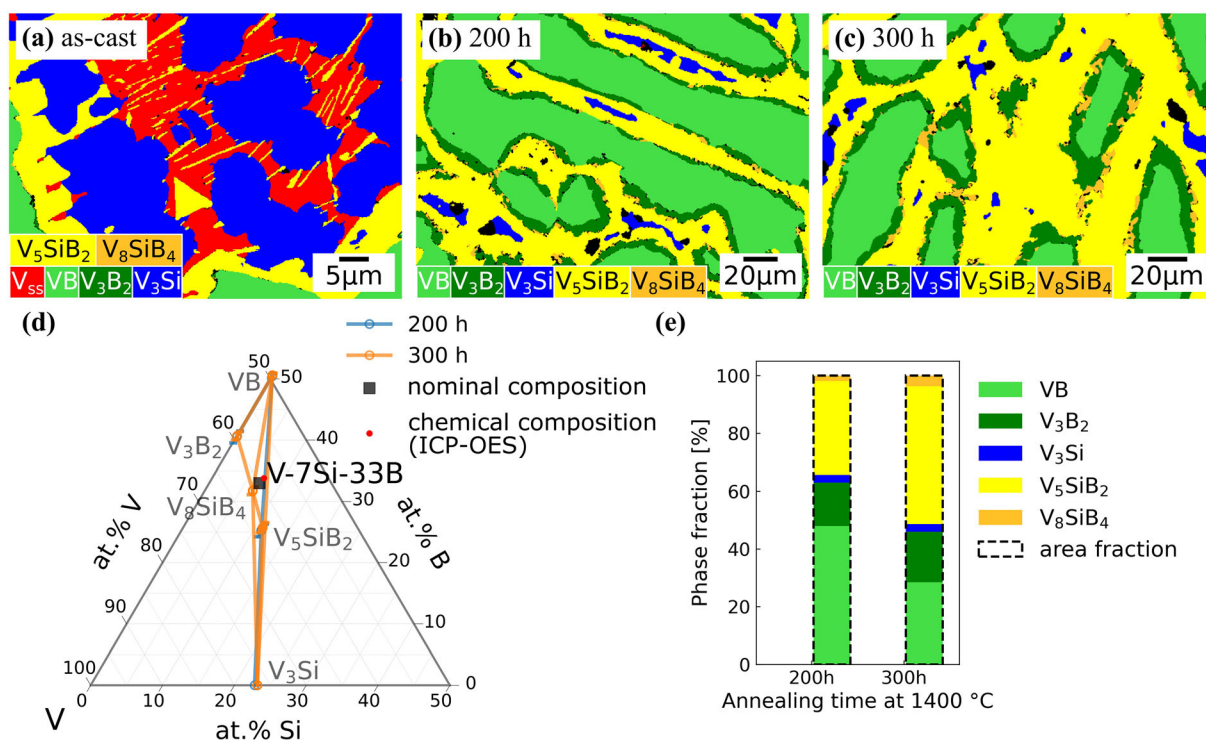 (a) as-cast
V₅SiB₂ V₈SiB₄
Vss VB V₃B₂ V₃Si
5μm
(b) 200 h
VB V₃B₂ V₃Si V₅SiB₂ V₈SiB₄
20μm
(c) 300 h
VB V₃B₂ V₃Si V₅SiB₂ V₈SiB₄
20μm
(d)
200 h
300 h
nominal composition
chemical composition
(ICP-OES)
50
VB
50
60
V₃B₂
40
V-7Si-33B
70
V₈SiB₄
30
at.% V
at.% B
V₅SiB₂
80
20
90
10
V₃Si
100
0
0 10 20 30 40 50
V
at.% Si
(e)
Phase fraction [%]
100
80
60
40
20
0
200h 300h
Annealing time at 1400 °C
VB
V₃B₂
V₃Si
V₅SiB₂
V₈SiB₄
area fraction